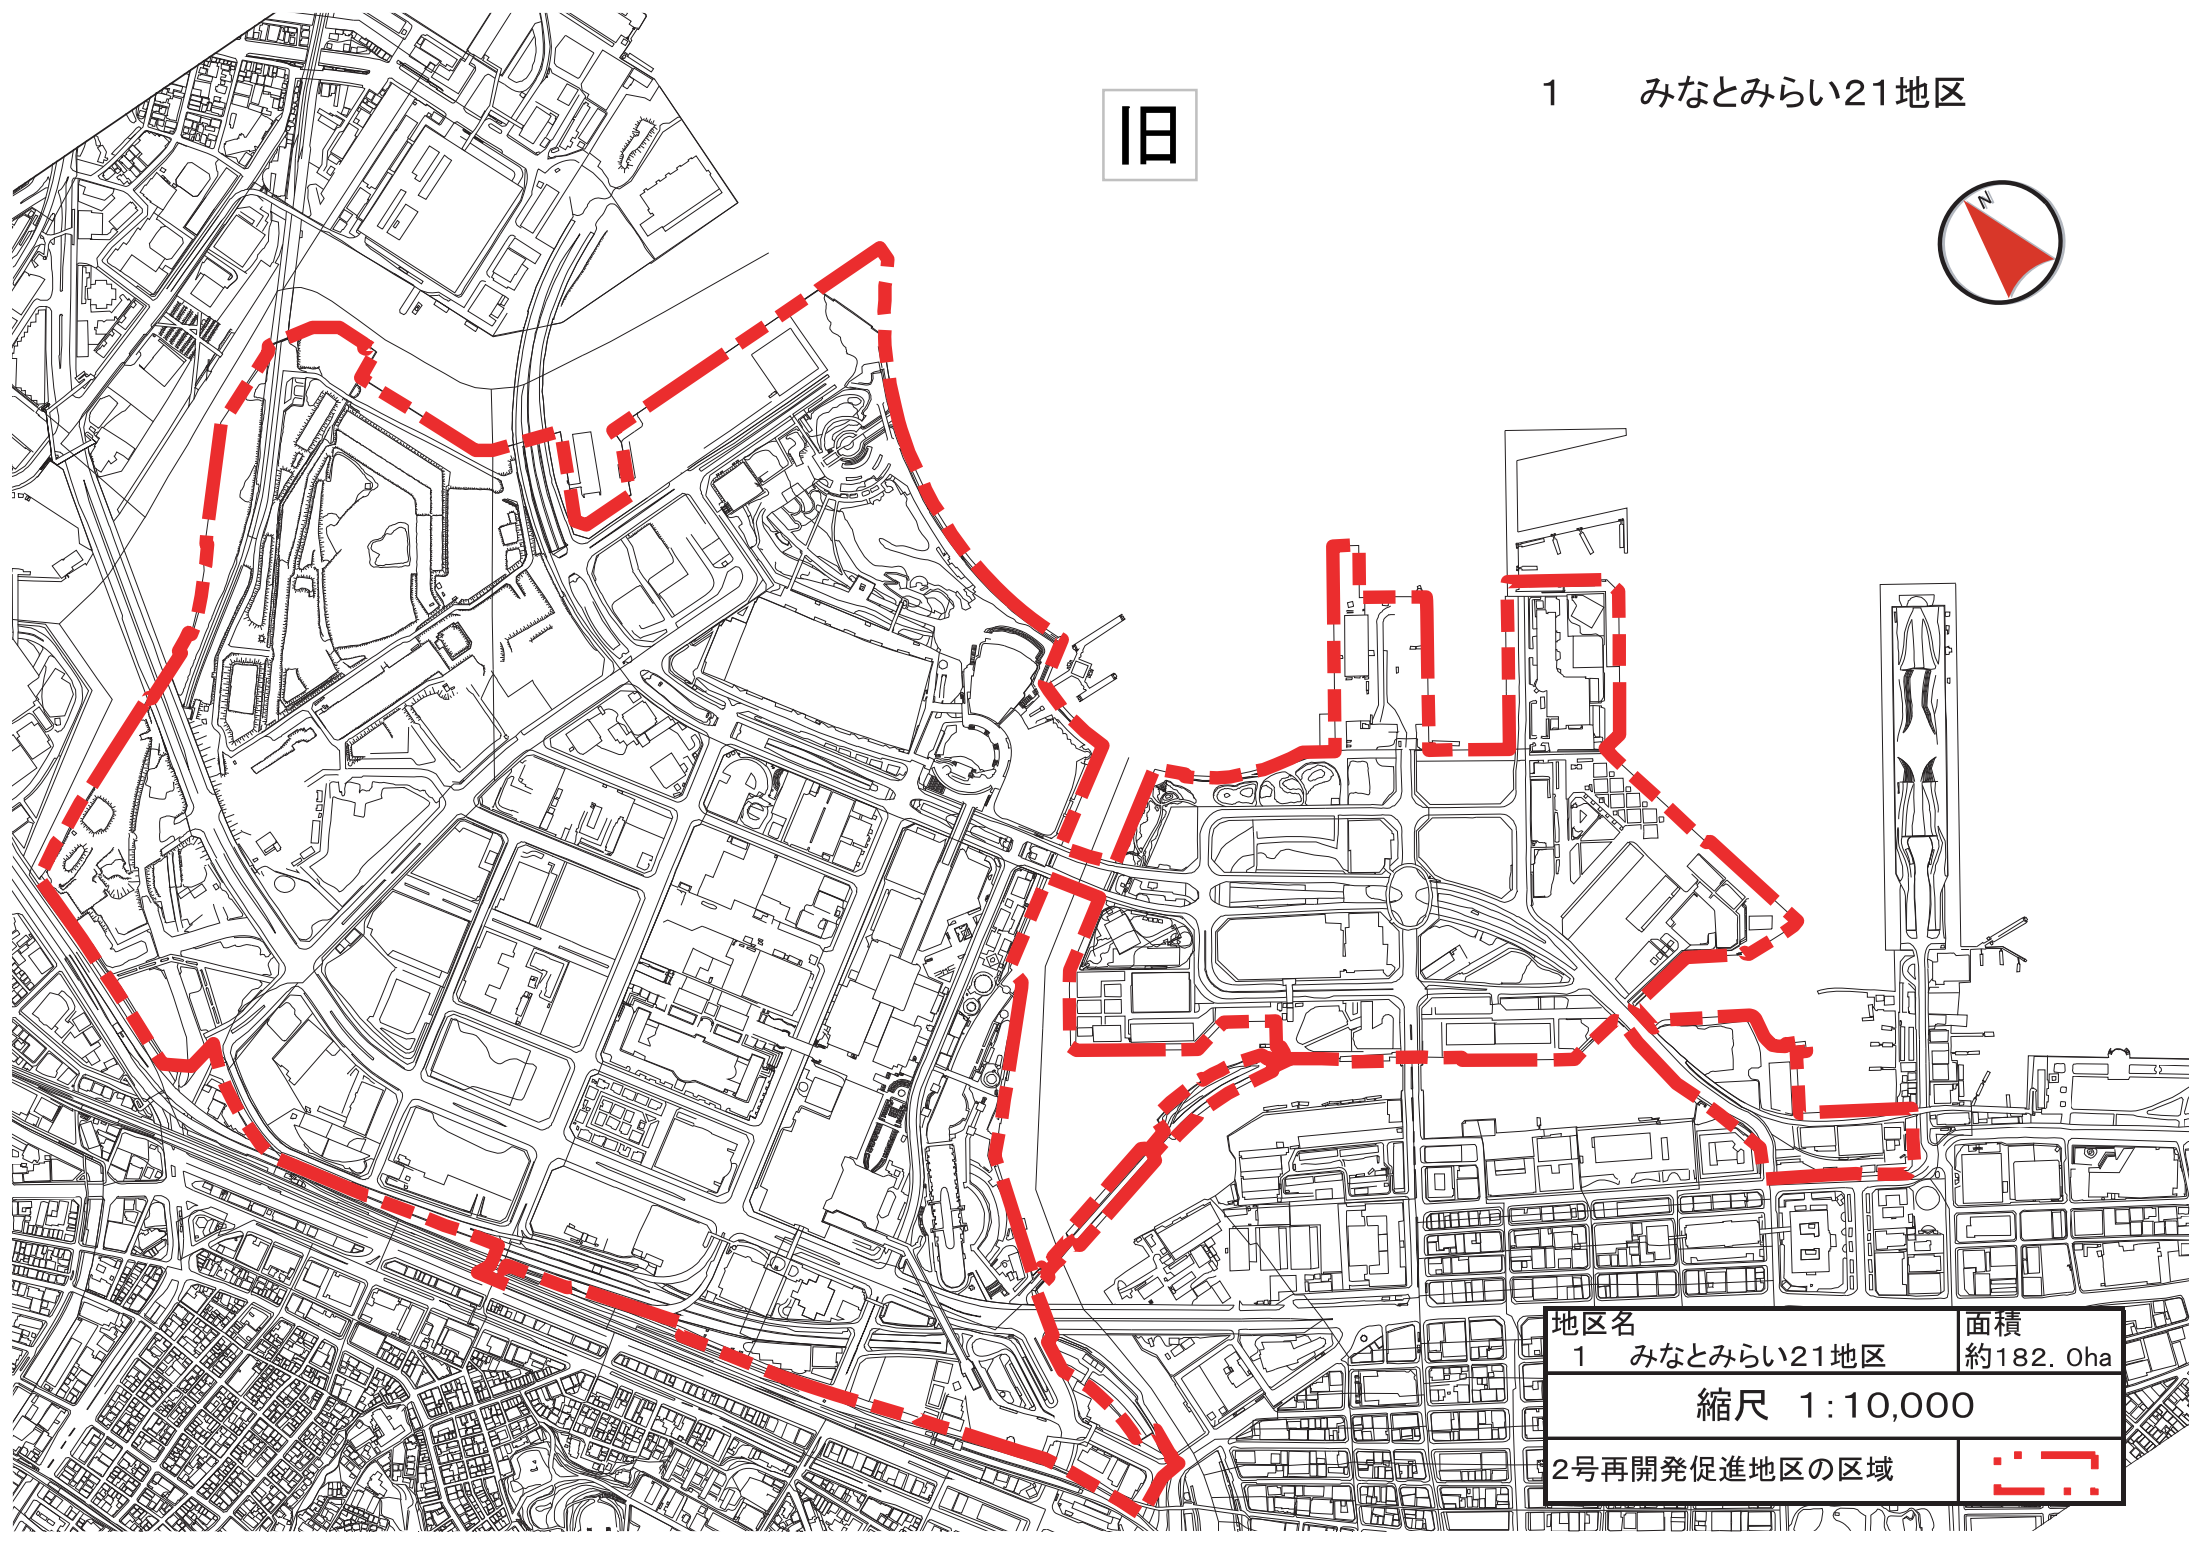 1 みなとみらい21地区
旧
N
地区名
1 みなとみらい21地区
面積
約182.0ha
縮尺 1:10,000
2号再開発促進地区の区域